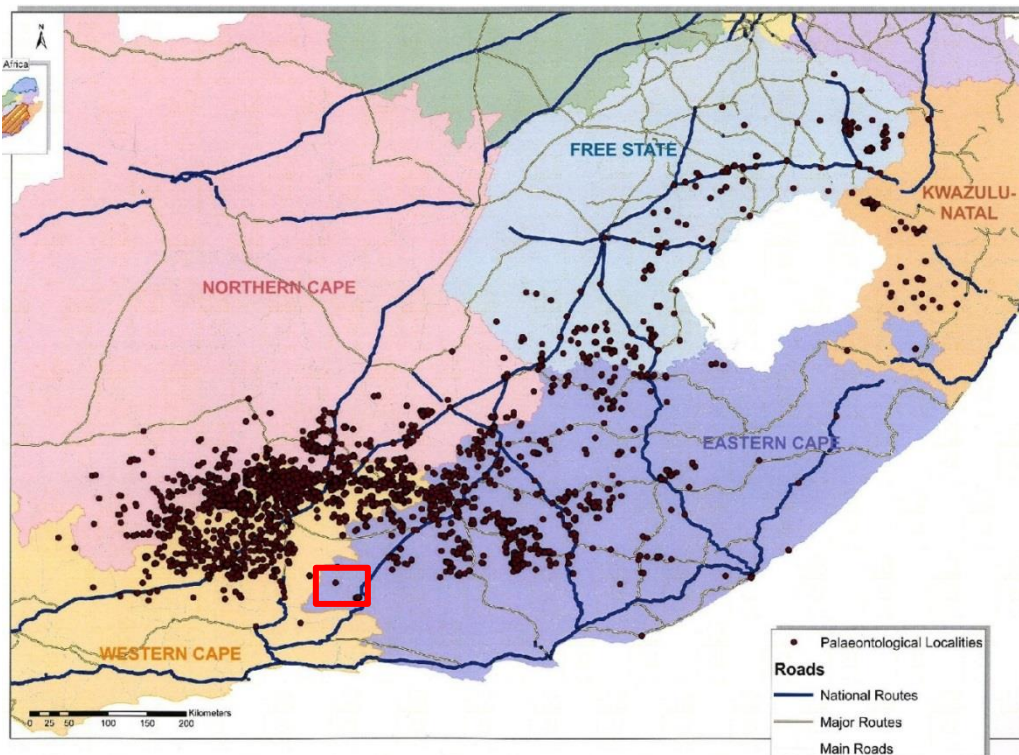 N
Africa
FREE STATE
KWAZULU-
NATAL
NORTHERN CAPE
EASTERN CAPE
WESTERN CAPE
Kilometers
0 25 50 100 150 200
Palaeontological Localities
Roads
National Routes
Major Routes
Main Roads